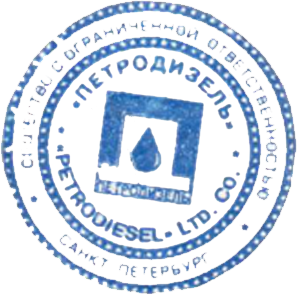 ОБЩЕСТВО С ОГРАНИЧЕННОЙ ОТВЕТСТВЕННОСТЬЮ
* САНКТ ПЕТЕРБУРГ *
"ПЕТРОДИЗЕЛЬ"
"PETRODIESEL" LTD. Co.
ПЕТРОДИЗЕЛЬ